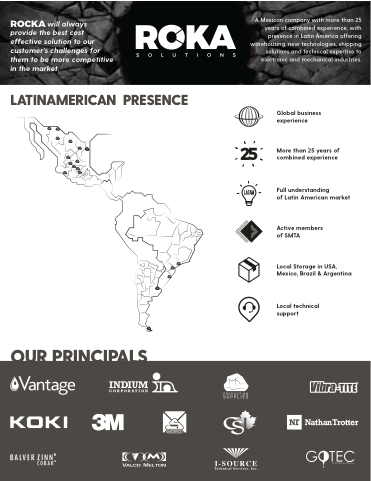 ROCKA will always
provide the best cost
effective solution to our
customer's challenges for
them to be more competitive
in the market.
ROKA
SOLUTIONS
A Mexican company with more than 25
years of combined experience, with
presence in Latin America offering
warehousing, new technologies, shipping
solutions and technical expertise to
electronic and mechanical industries.
LATINAMERICAN PRESENCE
Global business
experience
25
More than 25 years of
combined experience
LATAM
Full understanding
of Latin American market
Active members
of SMTA
Local Storage in USA,
Mexico, Brazil & Argentina
Local technical
support
OUR PRINCIPALS
Vantage
INDIUM
CORPORATION
SUPPLIES
Vibra-TITE
KOKI
3M
CS
NT NathanTrotter
BALVER ZINN
COBAR
VM
VALCO MELTON
I-SOURCE
Technical Services, Inc.
GOTEC